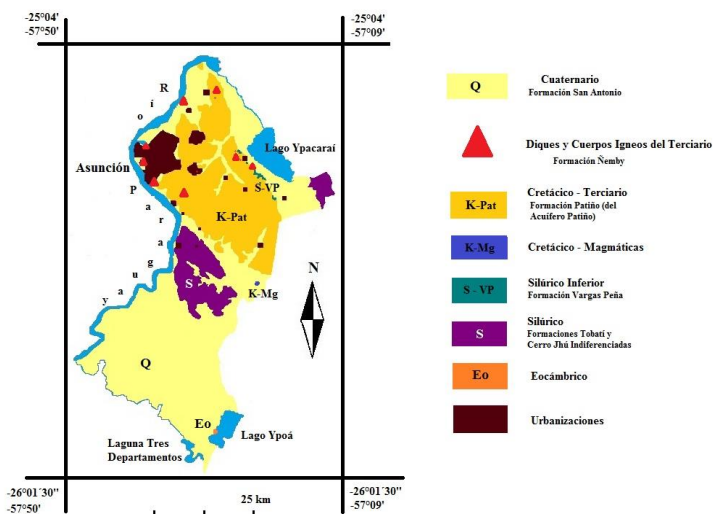 -25°04'
-57°50'
-25°04'
-57°09'
R
í
o
P
a
r
a
g
u
a
y
Asunción
Lago Ypacaraí
S-VP
K-Pat
S
K-Mg
N
Q
Eo
Lago Ypoá
Laguna Tres
Departamentos
-26°01´30"
-57°50'
25 km
-26°01'30"
-57°09'
Q
Cuaternario
Formación San Antonio
Diques y Cuerpos Igneos del Terciario
Formación Ñemby
K-Pat
Cretácico - Terciario
Formación Patiño (del
Acuífero Patiño)
K-Mg
Cretácico - Magmáticas
S - VP
Silúrico Inferior
Formación Vargas Peña
S
Silúrico
Formaciones Tobatí y
Cerro Jhú Indiferenciadas
Eo
Eocámbrico
Urbanizaciones